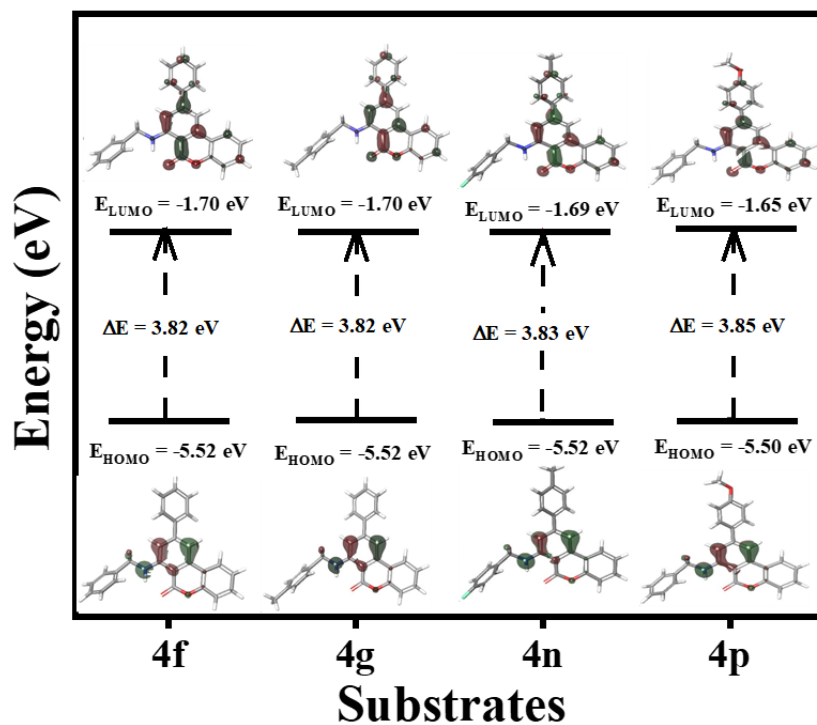 Energy (eV)
E_LUMO = -1.70 eV
E_LUMO = -1.70 eV
E_LUMO = -1.69 eV
E_LUMO = -1.65 eV
ΔE = 3.82 eV
ΔE = 3.82 eV
ΔE = 3.83 eV
ΔE = 3.85 eV
E_HOMO = -5.52 eV
E_HOMO = -5.52 eV
E_HOMO = -5.52 eV
E_HOMO = -5.50 eV
4f
4g
4n
4p
Substrates